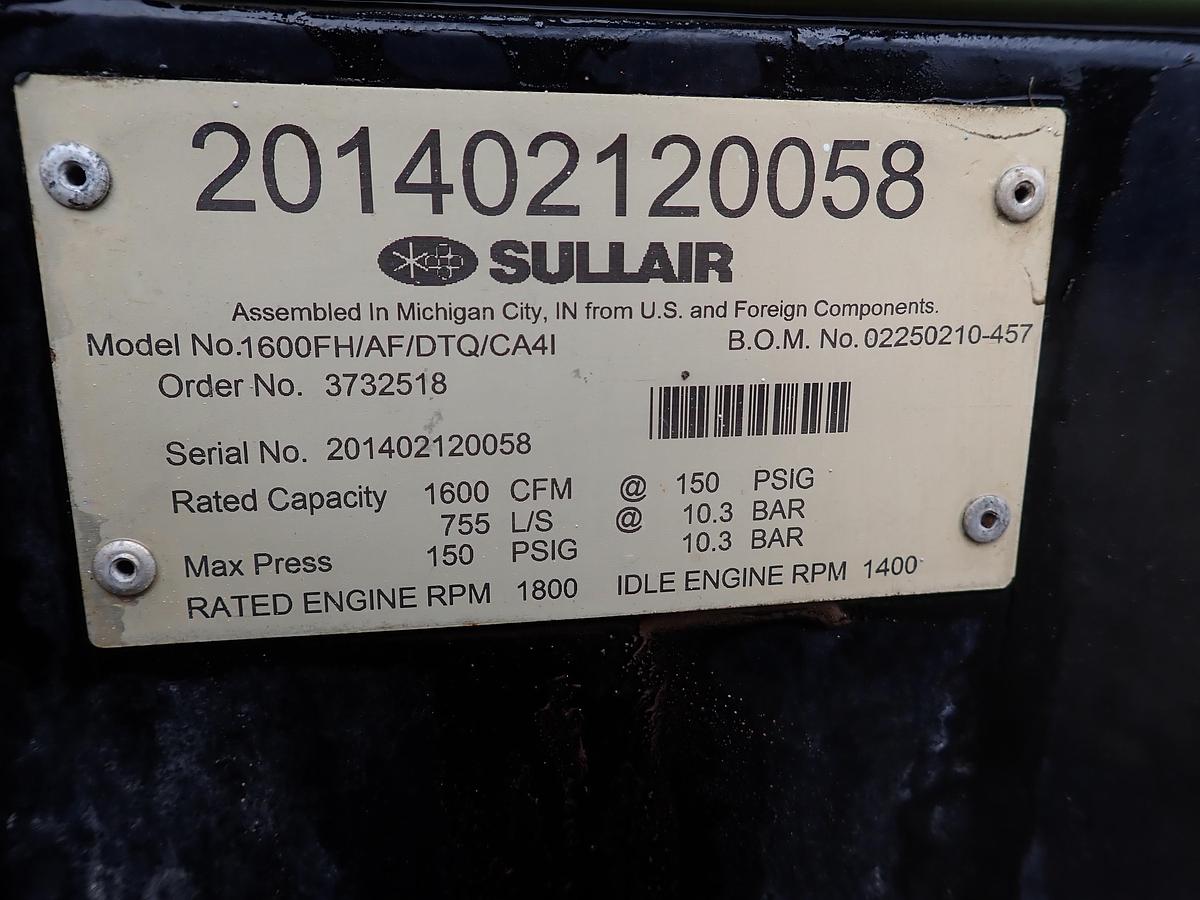 201402120058
SULLAIR
Assembled In Michigan City, IN from U.S. and Foreign Components.
Model No.1600FH/AF/DTQ/CA4I B.O.M. No. 02250210-457
Order No. 3732518
Serial No. 201402120058
Rated Capacity 1600 CFM @ 150 PSIG
755 L/S @ 10.3 BAR
Max Press 150 PSIG 10.3 BAR
RATED ENGINE RPM 1800 IDLE ENGINE RPM 1400